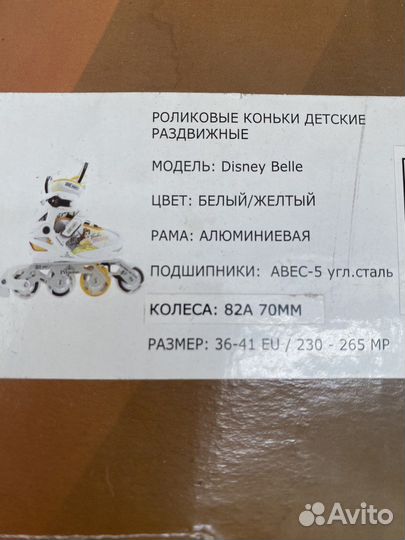 РОЛИКОВЫЕ КОНЬКИ ДЕТСКИЕ
РАЗДВИЖНЫЕ
МОДЕЛЬ: Disney Belle
ЦВЕТ: БЕЛЫЙ/ЖЕЛТЫЙ
РАМА: АЛЮМИНИЕВАЯ
ПОДШИПНИКИ: ABEC-5 угл.сталь
КОЛЕСА: 82A 70ММ
РАЗМЕР: 36-41 EU / 230 - 265 MP
Avito